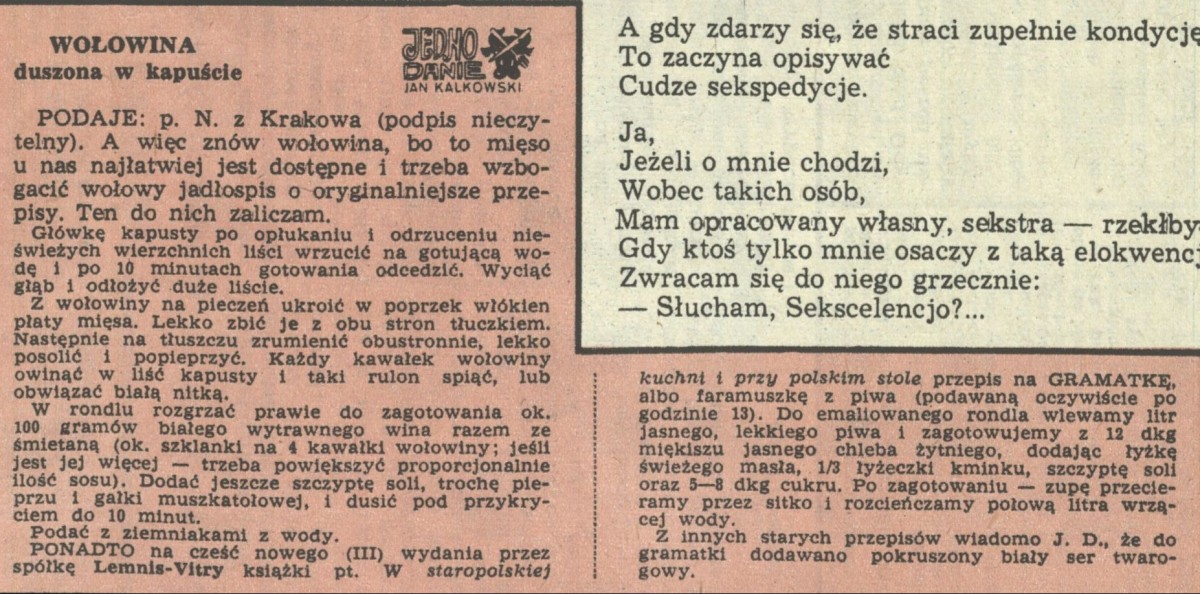 WOŁOWINA
duszona w kapuście
JEDNO
DANIE
JAN KALKOWSKI
PODAJE: p. N. z Krakowa (podpis nieczy-
telny). A więc znów wołowina, bo to mięso
u nas najłatwiej jest dostępne i trzeba wzbo-
gacić wołowy jadłospis o oryginalniejsze prze-
pisy. Ten do nich zaliczam.
Główkę kapusty po opłukaniu i odrzuceniu nie-
świeżych wierzchnich liści wrzucić na gotującą wo-
dę i po 10 minutach gotowania odcedzić. Wyciąć
głąb i odłożyć duże liście.
Z wołowiny na pieczeń ukroić w poprzek włókien
płaty mięsa. Lekko zbić je z obu stron tłuczkiem.
Następnie na tłuszczu zrumienić obustronnie, lekko
posolić i popieprzyć. Każdy kawałek wołowiny
owinąć w liść kapusty i taki rulon spiąć, lub
obwiązać białą nitką.
W rondlu rozgrzać prawie do zagotowania ok.
100 gramów białego wytrawnego wina razem ze
śmietaną (ok. szklanki na 4 kawałki wołowiny; jeśli
jest jej więcej — trzeba powiększyć proporcjonalnie
ilość sosu). Dodać jeszcze szczyptę soli, trochę pie-
przu i gałki muszkatołowej, i dusić pod przykry-
ciem do 10 minut.
Podać z ziemniakami z wody.
PONADTO na cześć nowego (III) wydania przez
spółkę Lemnis-Vitry książki pt. W staropolskiej
kuchni i przy polskim stole przepis na GRAMATKĘ,
albo faramuszkę z piwa (podawaną oczywiście po
godzinie 13). Do emaliowanego rondla wlewamy litr
jasnego, lekkiego piwa i zagotowujemy z 12 dkg
miękiszu jasnego chleba żytniego, dodając łyżkę
świeżego masła, 1/3 łyżeczki kminku, szczyptę soli
oraz 5—8 dkg cukru. Po zagotowaniu — zupę przecie-
ramy przez sitko i rozcieńczamy połową litra wrzą-
cej wody.
Z innych starych przepisów wiadomo J. D., że do
gramatki dodawano pokruszony biały ser twaro-
gowy.
A gdy zdarzy się, że straci zupełnie kondycję
To zaczyna opisywać
Cudze sekspedycje.
Ja,
Jeżeli o mnie chodzi,
Wobec takich osób,
Mam opracowany własny, sekstra — rzekłby
Gdy ktoś tylko mnie osaczy z taką elokwencj
Zwracam się do niego grzecznie:
— Słucham, Sekscelencjo?...